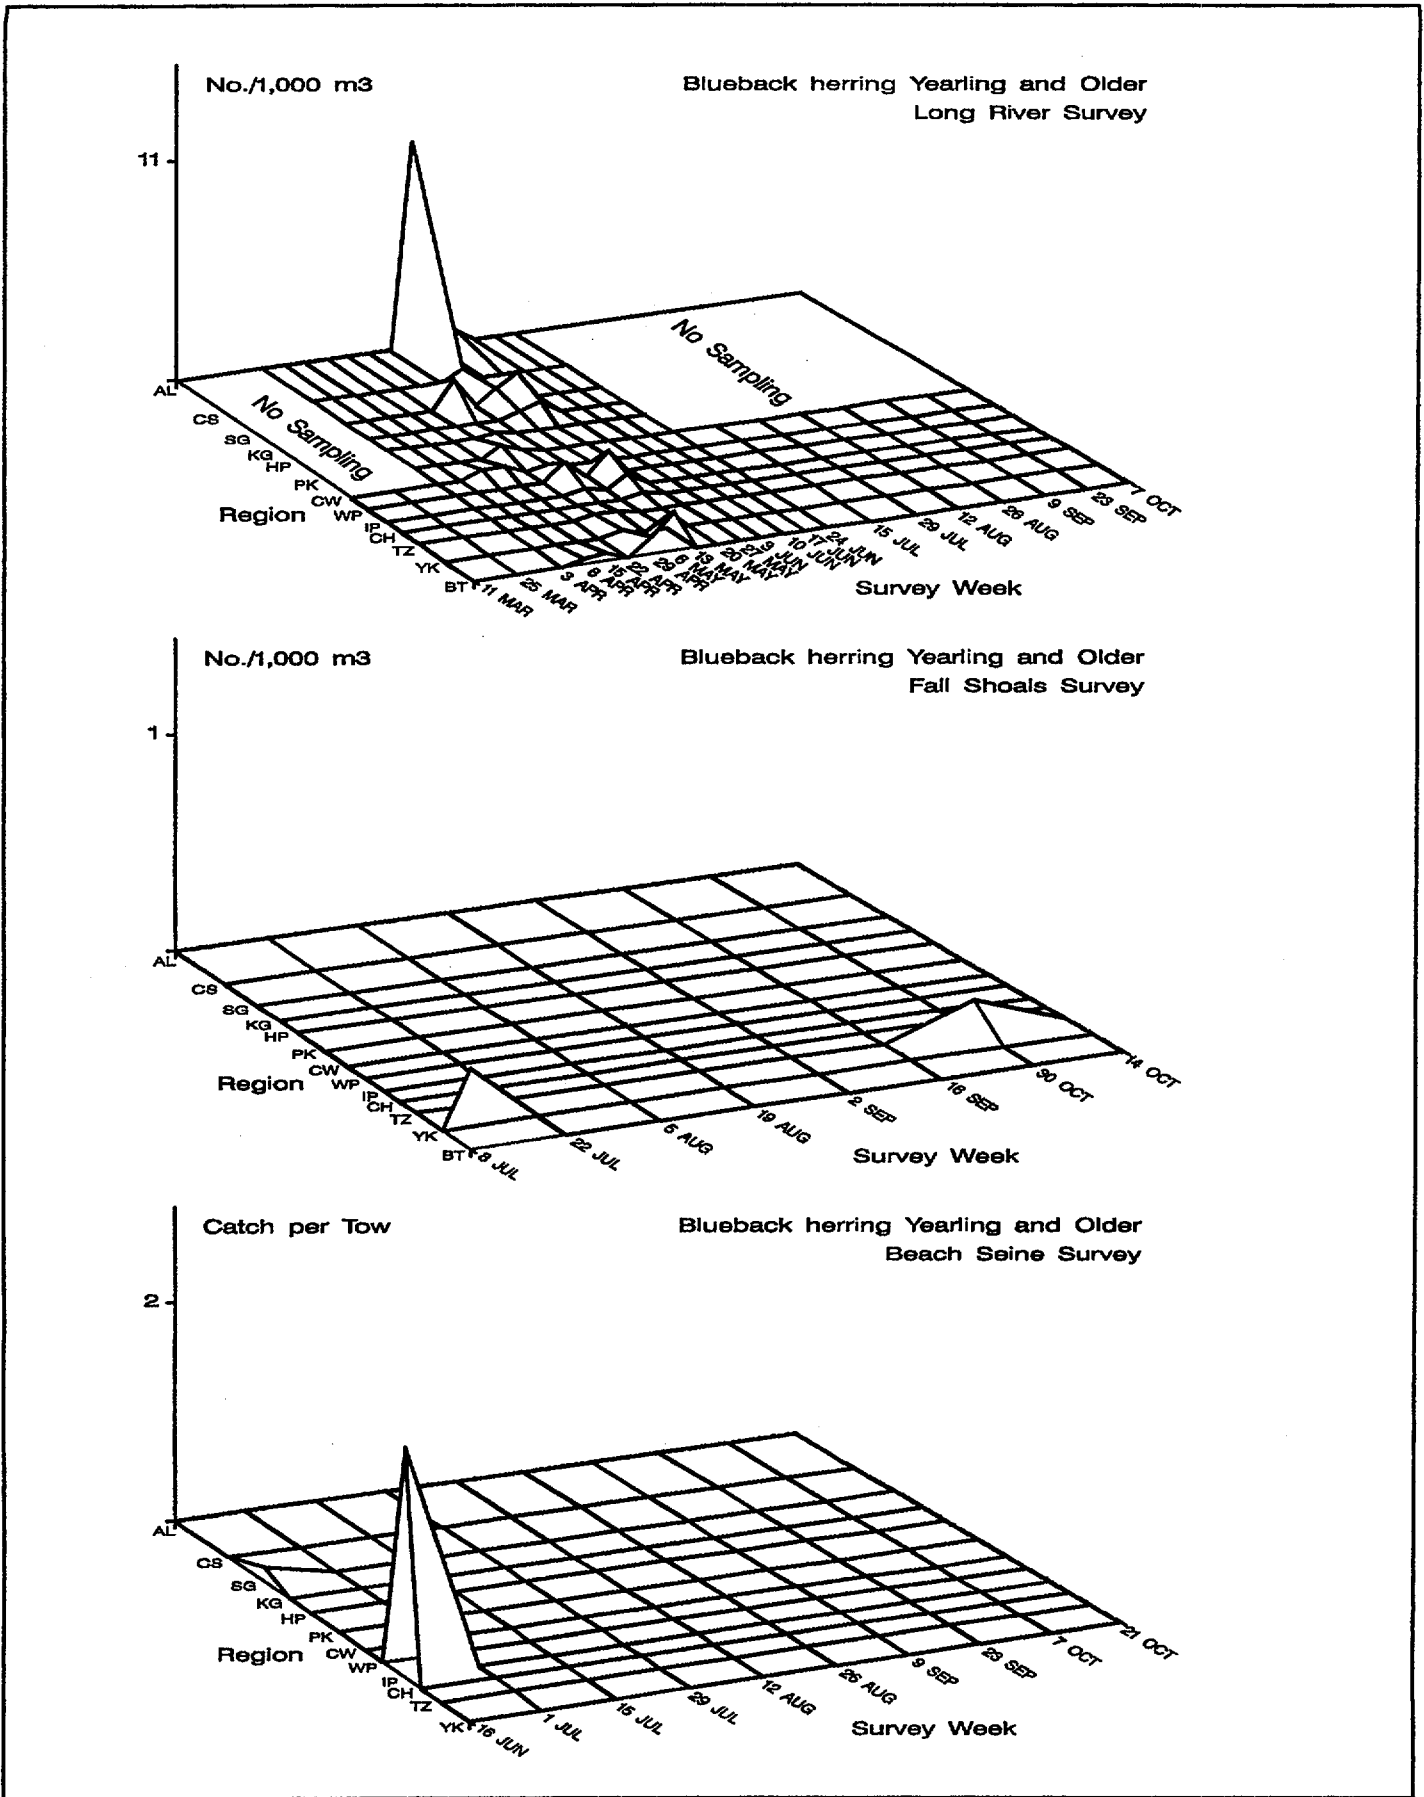 No./1,000 m3
Blueback herring Yearling and Older
Long River Survey
11
No Sampling
AL
No Sampling
CS
SG
KG
HP
PK
CW
WP
Region
IP
CH
TZ
YK
BT
11 MAR
25 MAR
3 APR
8 APR
15 APR
22 APR
29 APR
6 MAY
13 MAY
20 MAY
27 MAY
3 JUN
10 JUN
17 JUN
24 JUN
15 JUL
29 JUL
12 AUG
26 AUG
9 SEP
23 SEP
7 OCT
Survey Week
No./1,000 m3
Blueback herring Yearling and Older
Fall Shoals Survey
1
AL
CS
SG
KG
HP
PK
CW
Region
WP
IP
CH
TZ
YK
BT
8 JUL
22 JUL
5 AUG
19 AUG
2 SEP
16 SEP
30 OCT
14 OCT
Survey Week
Catch per Tow
Blueback herring Yearling and Older
Beach Seine Survey
2
AL
CS
SG
KG
HP
PK
CW
Region
WP
IP
CH
TZ
YK
16 JUN
1 JUL
15 JUL
29 JUL
12 AUG
26 AUG
9 SEP
23 SEP
7 OCT
21 OCT
Survey Week